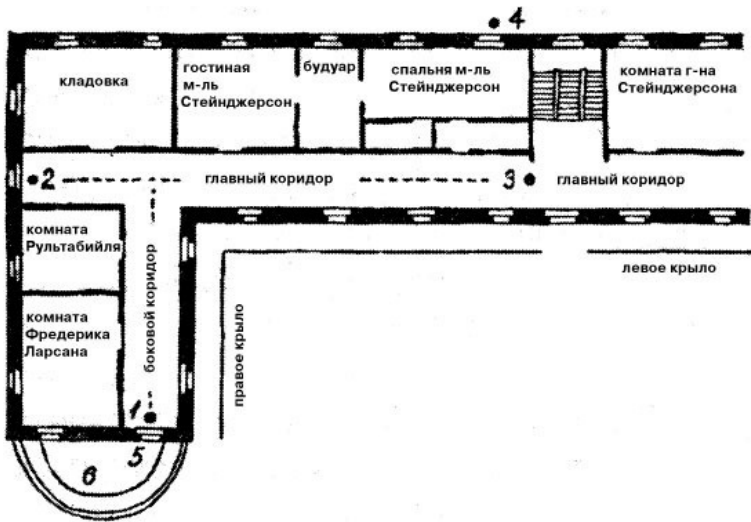 4
кладовка
гостиная
м-ль
Стейнджерсон
будуар
спальня м-ль
Стейнджерсон
комната г-на
Стейнджерсона
2
главный коридор
3
главный коридор
комната
Рультабийля
комната
Фредерика
Ларсана
боковой коридор
правое крыло
левое крыло
1
5
6